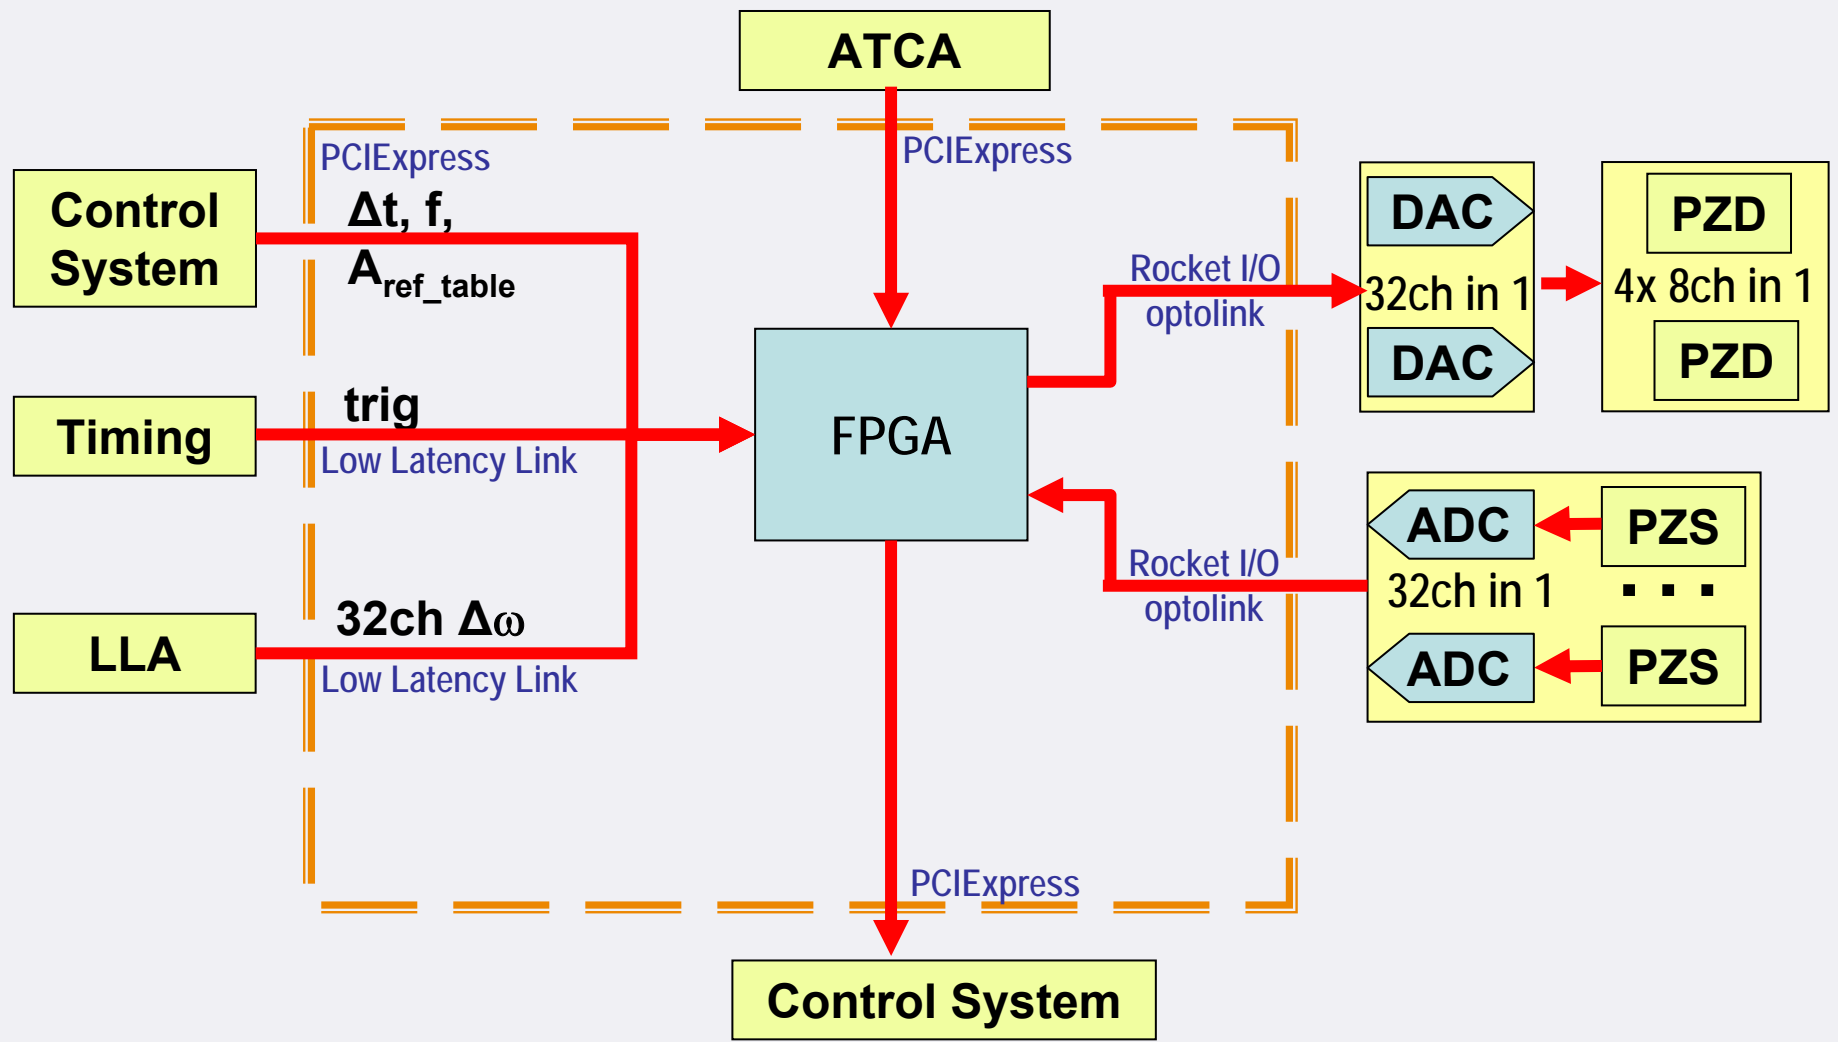 ATCA
PCIExpress
PCIExpress
Control
System
Δt, f,
A_ref_table
Timing
trig
Low Latency Link
LLA
32ch Δω
Low Latency Link
FPGA
Rocket I/O
optolink
DAC
32ch in 1
DAC
PZD
4x 8ch in 1
PZD
Rocket I/O
optolink
ADC
PZS
32ch in 1
. . .
ADC
PZS
PCIExpress
Control System